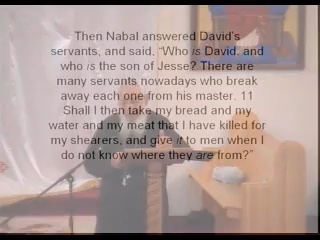 Then Nabal answered David's
servants, and said, "Who is David, and
who is the son of Jesse? There are
many servants nowadays who break
away each one from his master. 11
Shall I then take my bread and my
water and my meat that I have killed for
my shearers, and give it to men when I
do not know where they are from?"